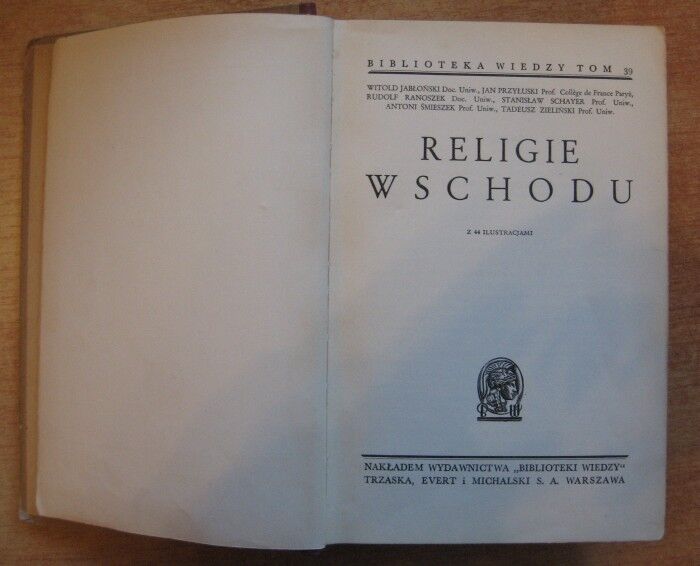 BIBLIOTEKA WIEDZY TOM 39
WITOLD JABŁOŃSKI Doc. Uniw., JAN PRZYŁUSKI Prof. Collège de France Paryż,
RUDOLF RANOSZEK Doc. Uniw., STANISŁAW SCHAYER Prof. Uniw.,
ANTONI ŚMIESZEK Prof. Uniw., TADEUSZ ZIELIŃSKI Prof. Uniw.
RELIGIE
WSCHODU
Z 44 ILUSTRACJAMI
B W
NAKŁADEM WYDAWNICTWA „BIBLIOTEKI WIEDZY"
TRZASKA, EVERT i MICHALSKI S. A. WARSZAWA